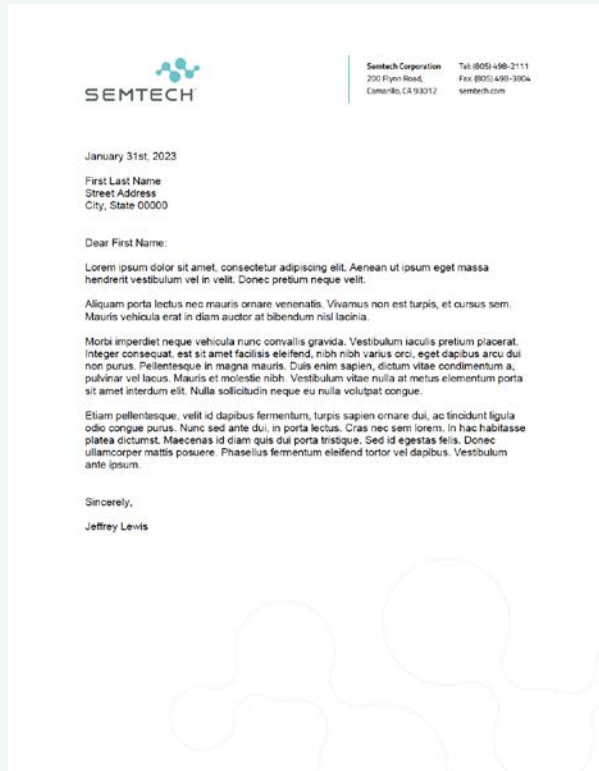 SEMTECH
Semtech Corporation
200 Flynn Road,
Camarillo, CA 93012
Tel: (805) 498-2111
Fax: (805) 498-3804
semtech.com
January 31st, 2023
First Last Name
Street Address
City, State 00000
Dear First Name:
Lorem ipsum dolor sit amet, consectetur adipiscing elit. Aenean ut ipsum eget massa
hendrerit vestibulum vel in velit. Donec pretium neque velit.
Aliquam porta lectus nec mauris ornare venenatis. Vivamus non est turpis, et cursus sem.
Mauris vehicula erat in diam auctor at bibendum nisl lacinia.
Morbi imperdiet neque vehicula nunc convallis gravida. Vestibulum iaculis pretium placerat.
Integer consequat, est sit amet facilisis eleifend, nibh nibh varius orci, eget dapibus arcu dui
non purus. Pellentesque in magna mauris. Duis enim sapien, dictum vitae condimentum a,
pulvinar vel lacus. Mauris et molestie nibh. Vestibulum vitae nulla at metus elementum porta
sit amet interdum elit. Nulla sollicitudin neque eu nulla volutpat congue.
Etiam pellentesque, velit id dapibus fermentum, turpis sapien ornare dui, ac tincidunt ligula
odio congue purus. Nunc sed ante dui, in porta lectus. Cras nec sem lorem. In hac habitasse
platea dictumst. Maecenas id diam quis dui porta tristique. Sed id egestas felis. Donec
ullamcorper mattis posuere. Phasellus fermentum eleifend tortor vel dapibus. Vestibulum
ante ipsum.
Sincerely,
Jeffrey Lewis